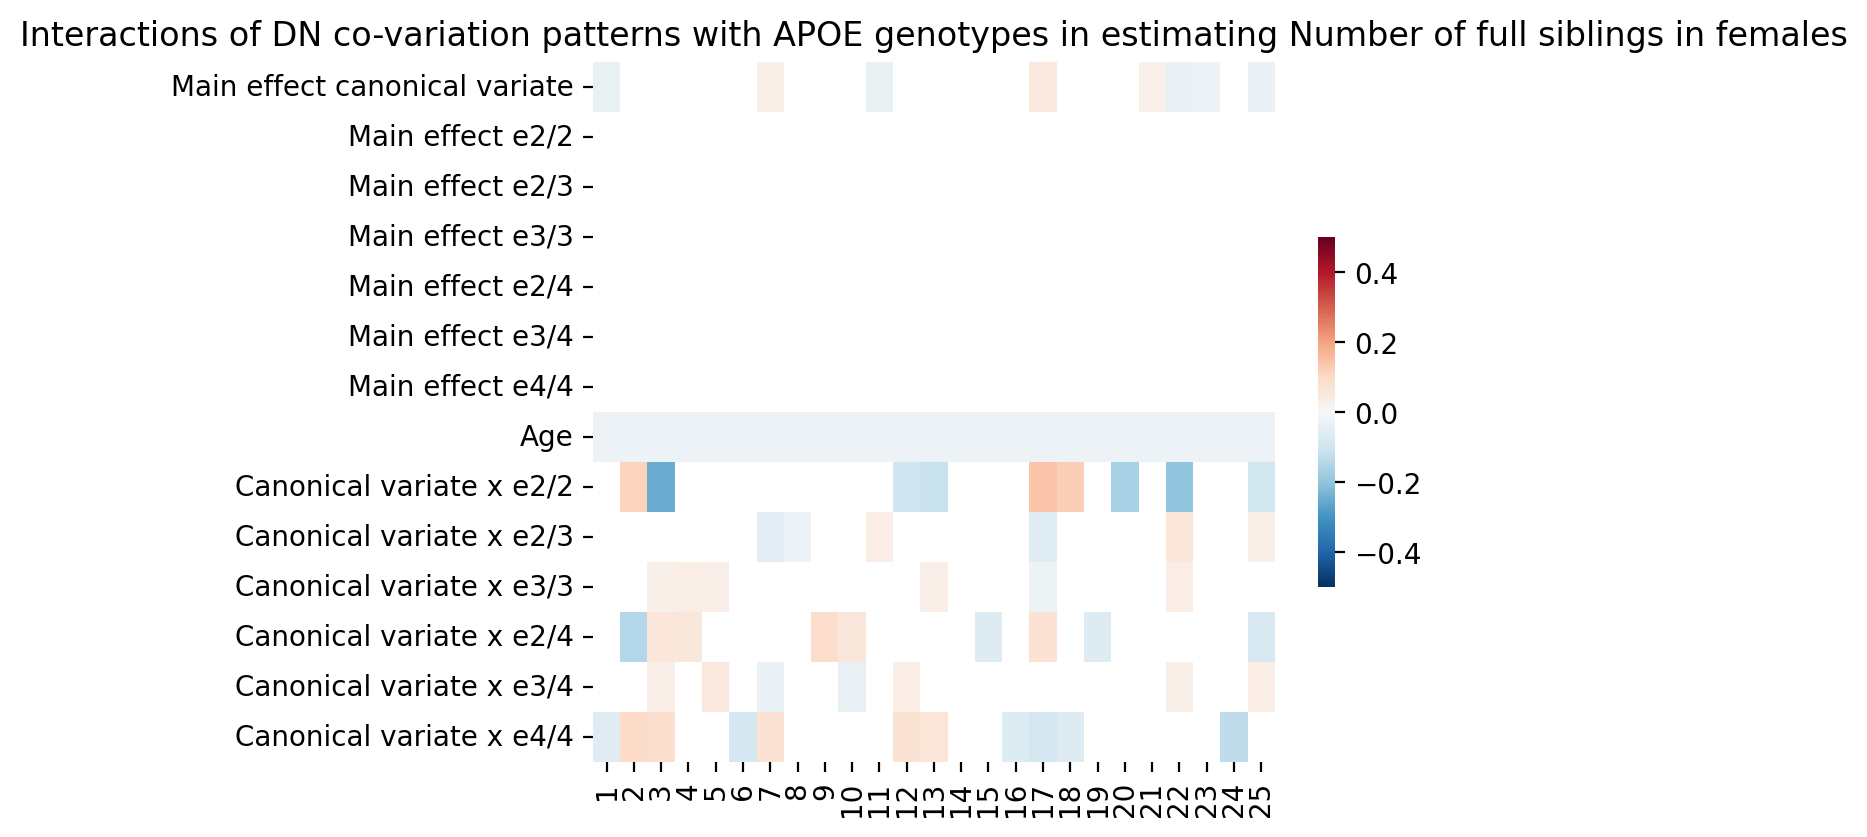 Interactions of DN co-variation patterns with APOE genotypes in estimating Number of full siblings in females
Main effect canonical variate
Main effect e2/2
Main effect e2/3
Main effect e3/3
Main effect e2/4
Main effect e3/4
Main effect e4/4
Age
Canonical variate x e2/2
Canonical variate x e2/3
Canonical variate x e3/3
Canonical variate x e2/4
Canonical variate x e3/4
Canonical variate x e4/4
1 2 3 4 5 6 7 8 9 10 11 12 13 14 15 16 17 18 19 20 21 22 23 24 25
0.4
0.2
0.0
−0.2
−0.4